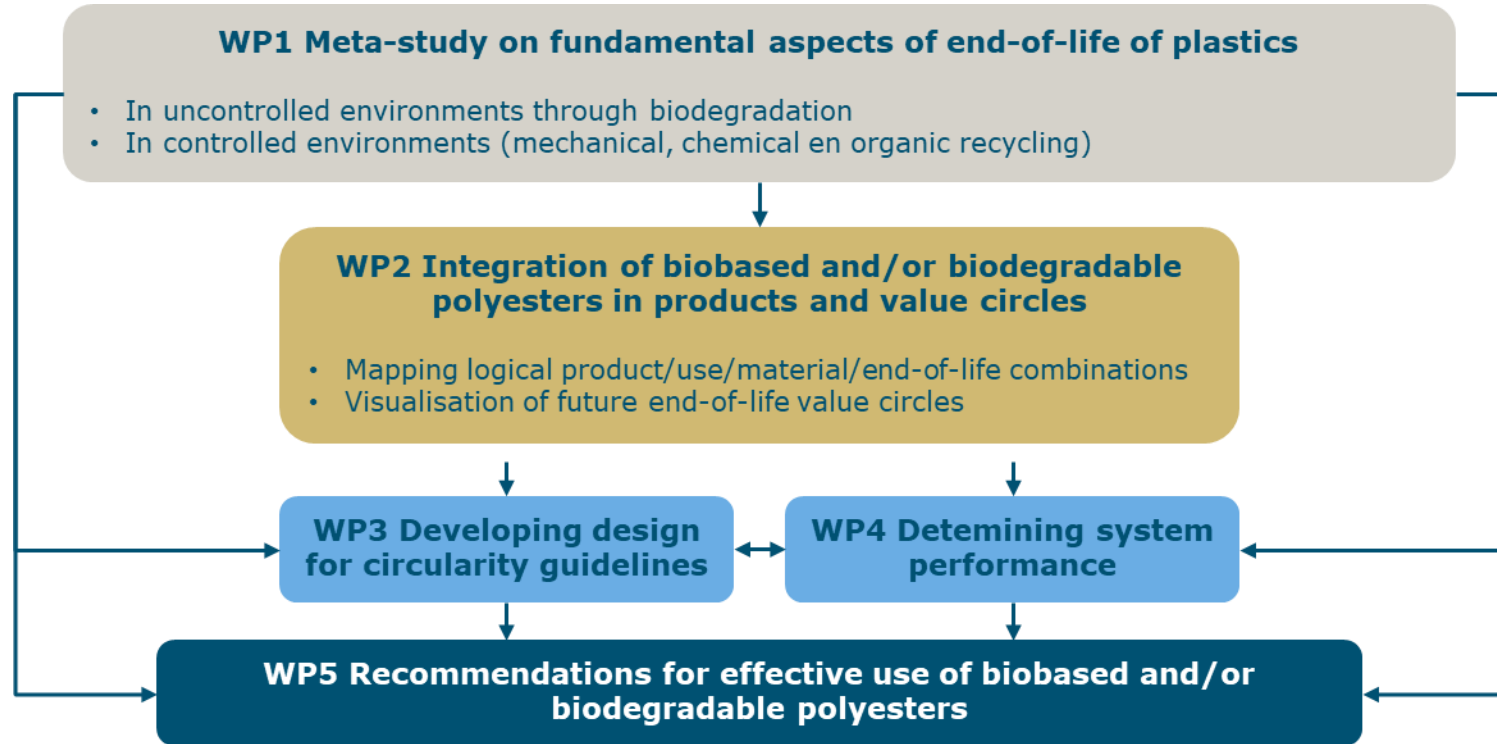 WP1 Meta-study on fundamental aspects of end-of-life of plastics
• In uncontrolled environments through biodegradation
• In controlled environments (mechanical, chemical en organic recycling)
WP2 Integration of biobased and/or biodegradable
polyesters in products and value circles
• Mapping logical product/use/material/end-of-life combinations
• Visualisation of future end-of-life value circles
WP3 Developing design
for circularity guidelines
WP4 Detemining system
performance
WP5 Recommendations for effective use of biobased and/or
biodegradable polyesters